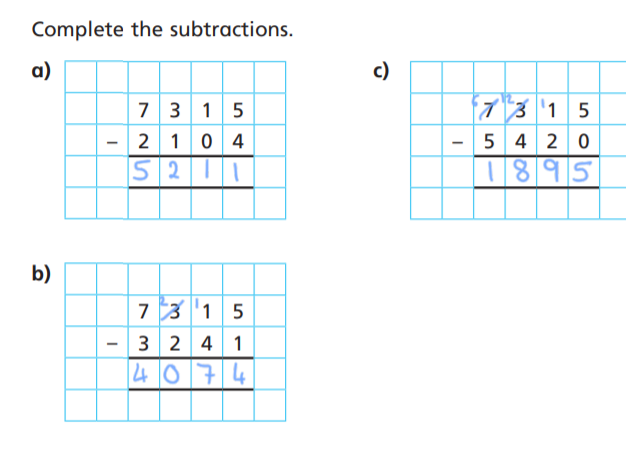 Complete the subtractions.
a)
7 3 1 5
- 2 1 0 4
5 2 1 1
b)
2 1
7 3 1 5
- 3 2 4 1
4 0 7 4
c)
6 12 1
7 3 1 5
- 5 4 2 0
1 8 9 5